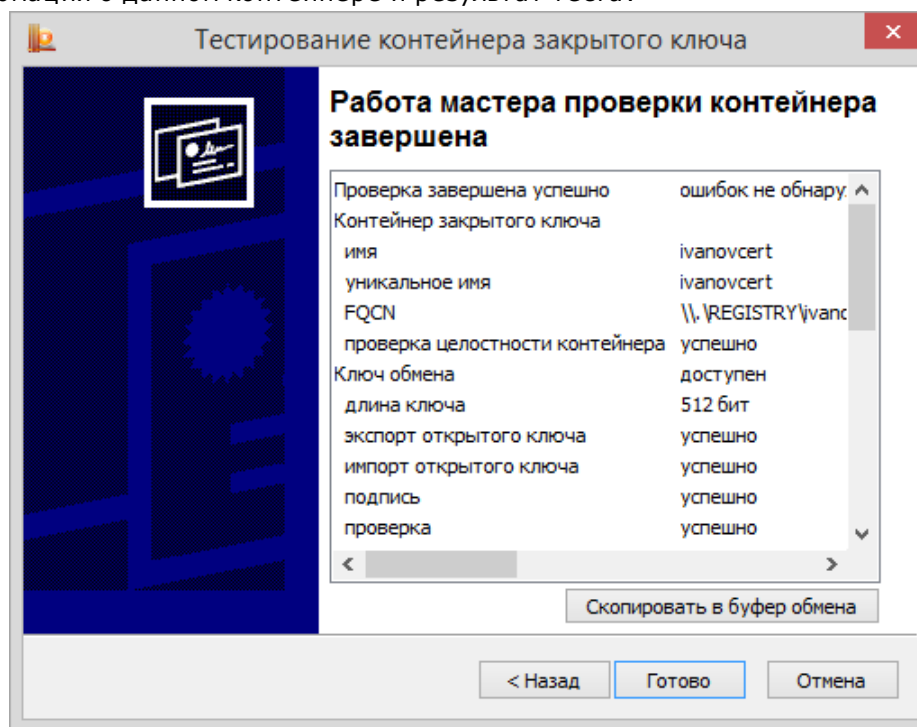 Тестирование контейнера закрытого ключа
Работа мастера проверки контейнера
завершена
Проверка завершена успешно ошибок не обнару
Контейнер закрытого ключа
имя ivanovcert
уникальное имя ivanovcert
FQCN \\.\REGISTRY\ivanc
проверка целостности контейнера успешно
Ключ обмена доступен
длина ключа 512 бит
экспорт открытого ключа успешно
импорт открытого ключа успешно
подпись успешно
проверка успешно
Скопировать в буфер обмена
< Назад Готово Отмена